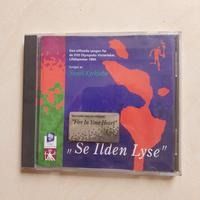 Den offisielle sangen for
de XVII Olympiske Vinterleker,
Lillehammer 1994
Sissel Kyrkjebø
"Fire In Your Heart"
„Se Ilden Lyse"